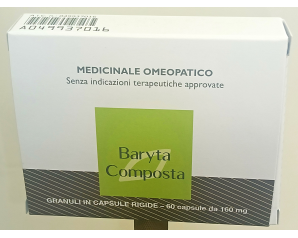 A049937016
MEDICINALE OMEOPATICO
Senza indicazioni terapeutiche approvate
Baryta
Composta
GRANULI IN CAPSULE RIGIDE – 60 capsule da 160 mg